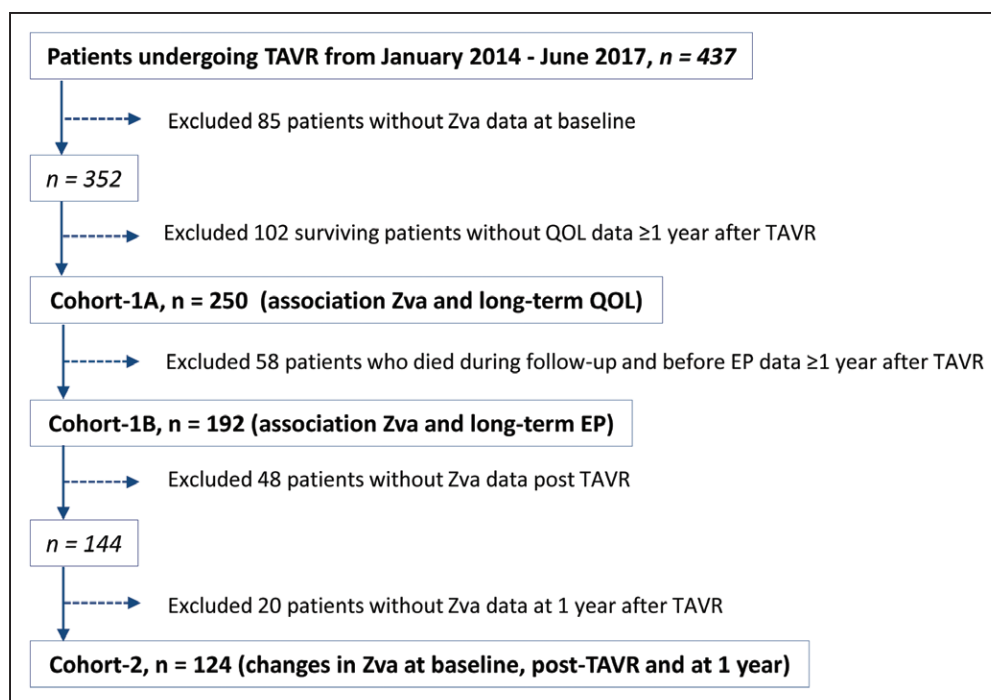 Patients undergoing TAVR from January 2014 - June 2017, n = 437
Excluded 85 patients without Zva data at baseline
n = 352
Excluded 102 surviving patients without QOL data ≥1 year after TAVR
Cohort-1A, n = 250 (association Zva and long-term QOL)
Excluded 58 patients who died during follow-up and before EP data ≥1 year after TAVR
Cohort-1B, n = 192 (association Zva and long-term EP)
Excluded 48 patients without Zva data post TAVR
n = 144
Excluded 20 patients without Zva data at 1 year after TAVR
Cohort-2, n = 124 (changes in Zva at baseline, post-TAVR and at 1 year)